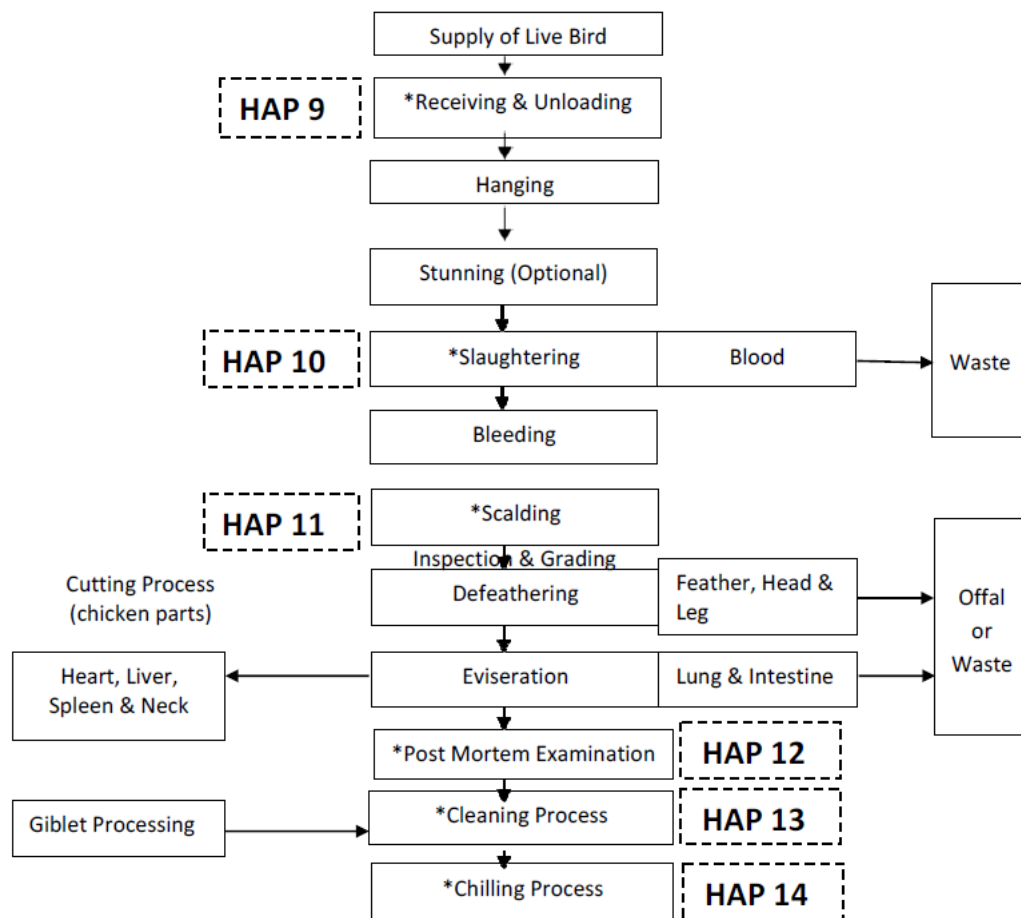 Supply of Live Bird
HAP 9
*Receiving & Unloading
Hanging
Stunning (Optional)
HAP 10
*Slaughtering
Blood
Waste
Bleeding
HAP 11
*Scalding
Inspection & Grading
Cutting Process
(chicken parts)
Defeathering
Feather, Head &
Leg
Offal
or
Waste
Heart, Liver,
Spleen & Neck
Eviseration
Lung & Intestine
*Post Mortem Examination
HAP 12
Giblet Processing
*Cleaning Process
HAP 13
*Chilling Process
HAP 14